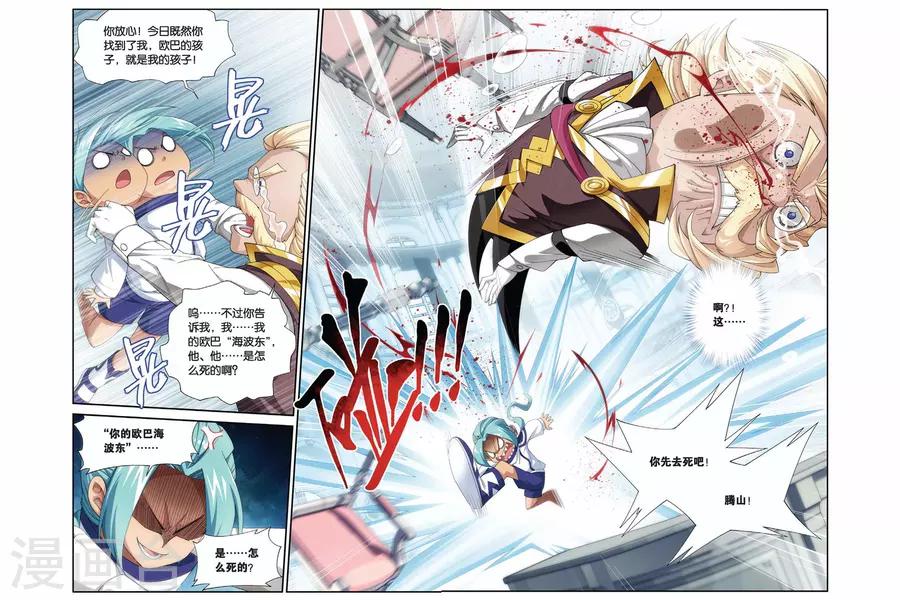 你放心！今日既然你
找到了我，欧巴的孩
子，就是我的孩子！
晃
晃
晃
呜……不过你告
诉我，我……我
的欧巴“海波东”，
他、他……是怎
么死的啊？
“你的欧巴海
波东”……
是……怎
么死的？
啊？！
这……
你先去死吧！
腾山！
漫画台